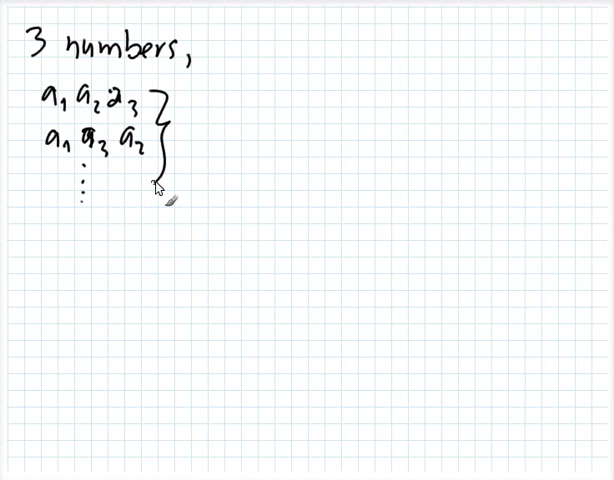 3 numbers,
a₁ a₂ a₃
a₁ a₃ a₂
⋮